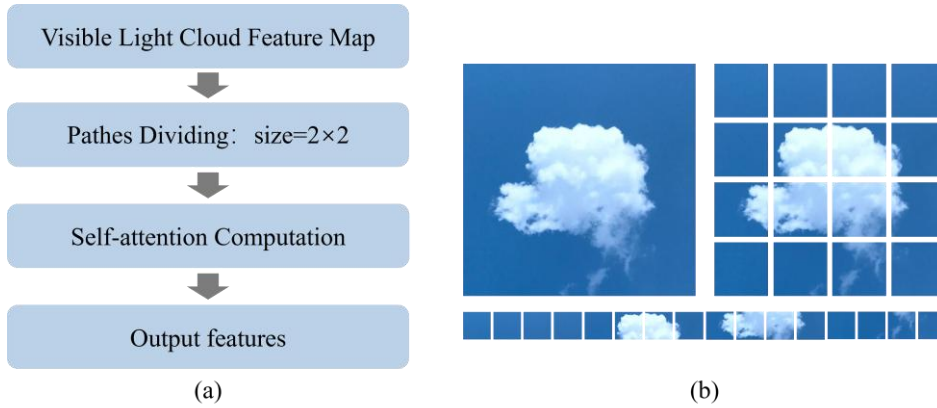 Visible Light Cloud Feature Map
Pathes Dividing： size=2×2
Self-attention Computation
Output features
(a)
(b)